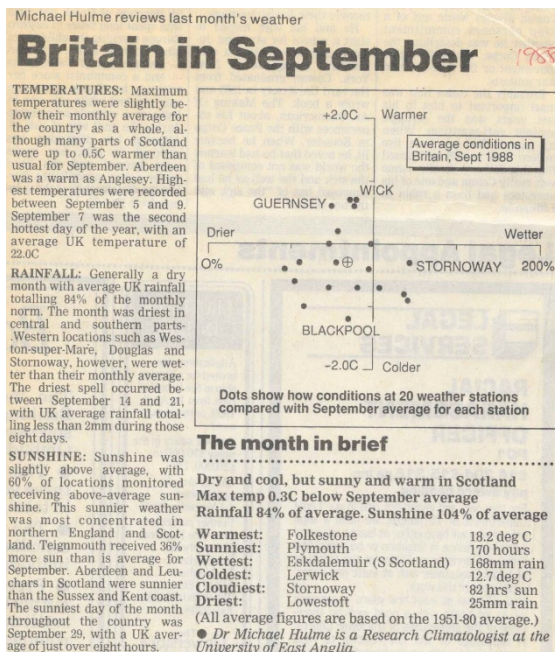 Michael Hulme reviews last month's weather
Britain in September
1988
TEMPERATURES: Maximum
temperatures were slightly be-
low their monthly average for
the country as a whole, al-
though many parts of Scotland
were up to 0.5C warmer than
usual for September. Aberdeen
was a warm as Anglesey. High-
est temperatures were recorded
between September 5 and 9.
September 7 was the second
hottest day of the year, with an
average UK temperature of
22.0C
RAINFALL: Generally a dry
month with average UK rainfall
totalling 84% of the monthly
norm. The month was driest in
central and southern parts-
.Western locations such as Wes-
ton-super-Mare, Douglas and
Stornoway, however, were wet-
ter than their monthly average.
The driest spell occurred be-
tween September 14 and 21,
with UK average rainfall total-
ling less than 2mm during those
eight days.
SUNSHINE: Sunshine was
slightly above average, with
60% of locations monitored
receiving above-average sun-
shine. This sunnier weather
was most concentrated in
northern England and Scot-
land. Teignmouth received 36%
more sun than is average for
September. Aberdeen and Leu-
chars in Scotland were sunnier
than the Sussex and Kent coast.
The sunniest day of the month
throughout the country was
September 29, with a UK aver-
age of just over eight hours.
+2.0C Warmer
Average conditions in
Britain, Sept 1988
WICK
GUERNSEY
Drier Wetter
0% STORNOWAY 200%
BLACKPOOL
-2.0C Colder
Dots show how conditions at 20 weather stations
compared with September average for each station
The month in brief
Dry and cool, but sunny and warm in Scotland
Max temp 0.3C below September average
Rainfall 84% of average. Sunshine 104% of average
Warmest: Folkestone 18.2 deg C
Sunniest: Plymouth 170 hours
Wettest: Eskdalemuir (S Scotland) 168mm rain
Coldest: Lerwick 12.7 deg C
Cloudiest: Stornoway 82 hrs' sun
Driest: Lowestoft 25mm rain
(All average figures are based on the 1951-80 average.)
● Dr Michael Hulme is a Research Climatologist at the
University of East Anglia.